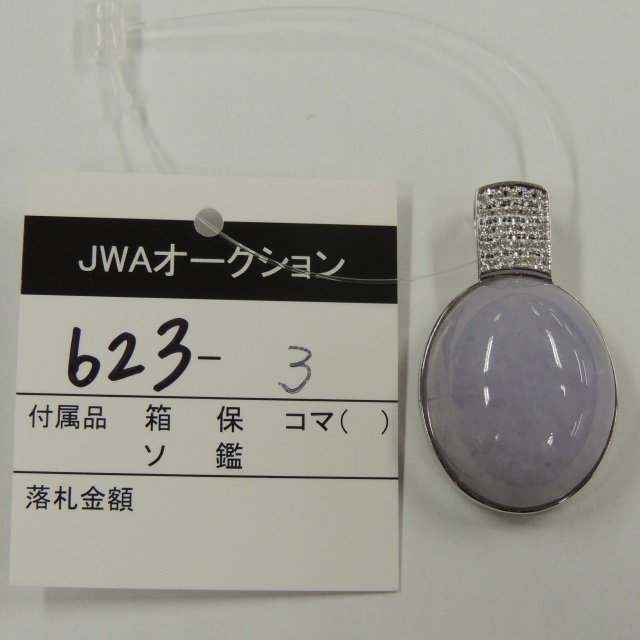 JWAオークション
623-3
付属品 箱 保 コマ( )
ソ 鑑
落札金額